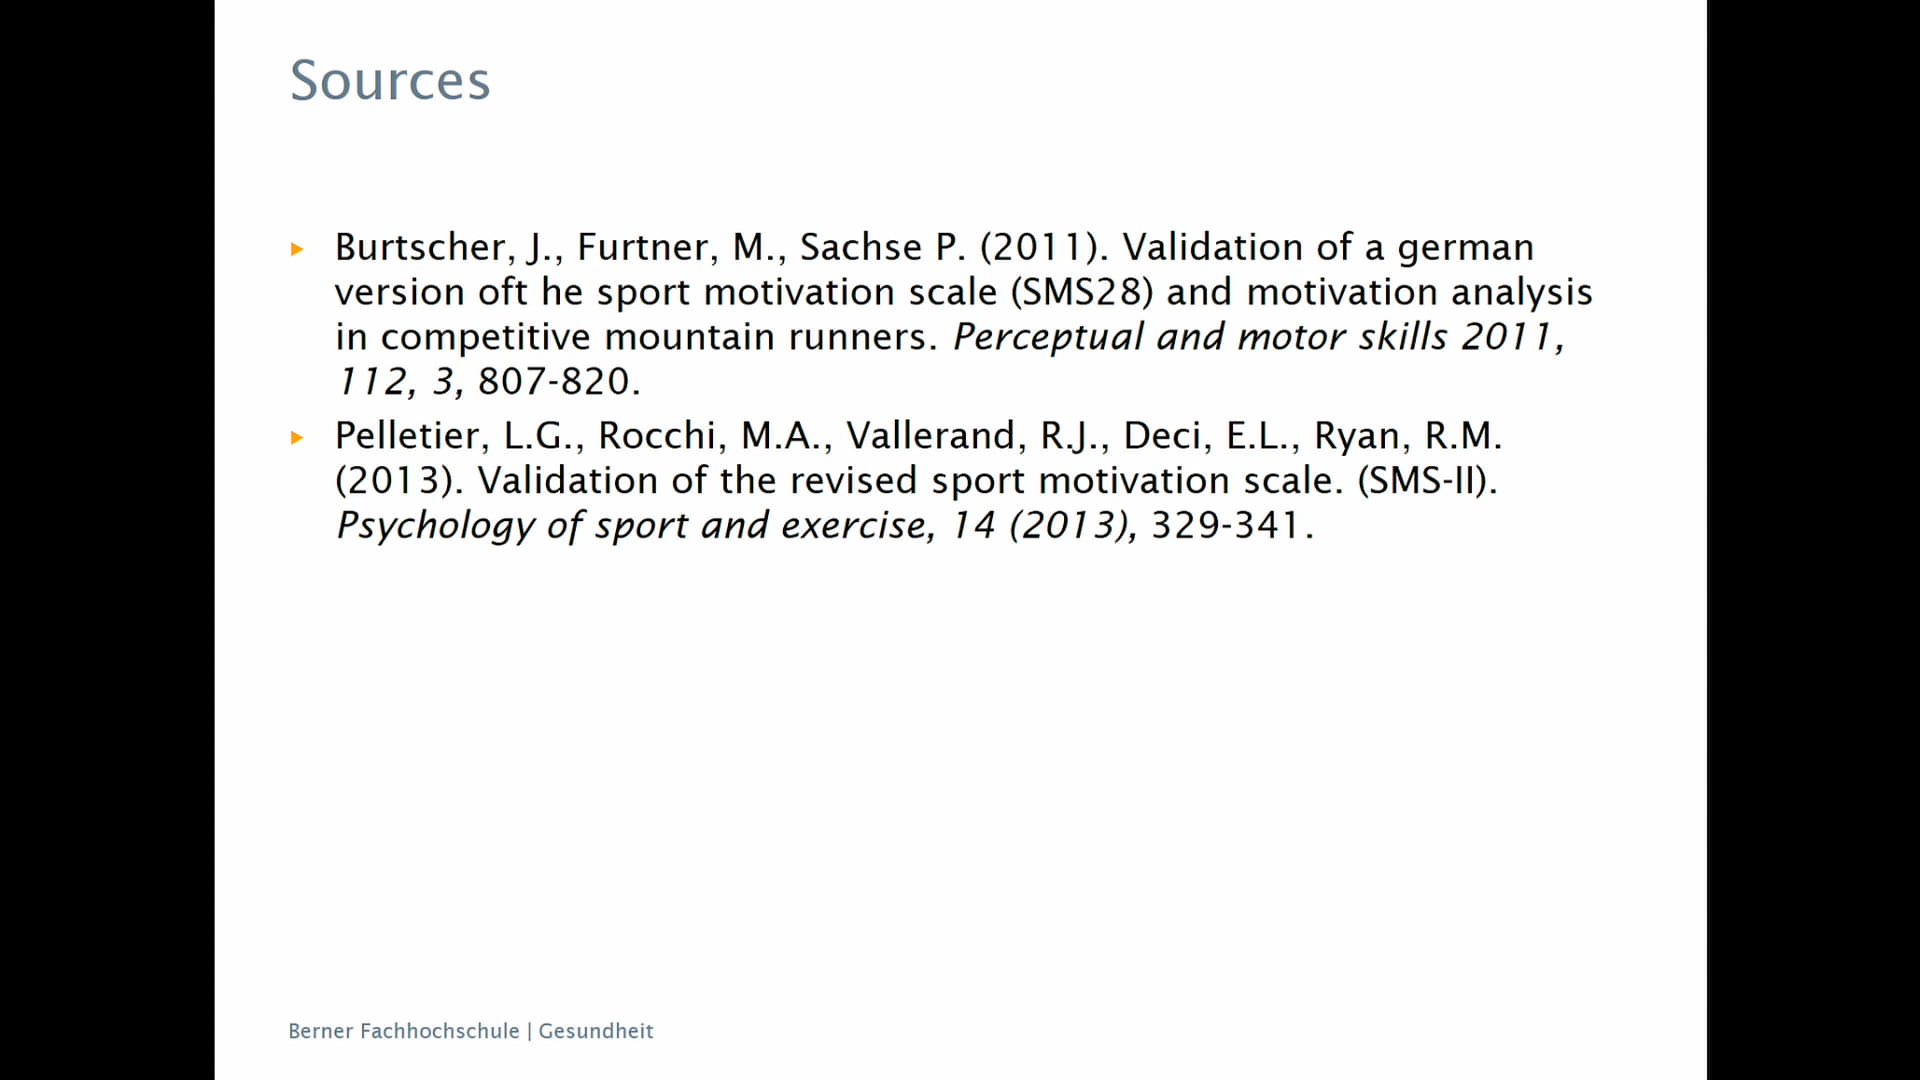 Sources
▸ Burtscher, J., Furtner, M., Sachse P. (2011). Validation of a german
version oft he sport motivation scale (SMS28) and motivation analysis
in competitive mountain runners. Perceptual and motor skills 2011,
112, 3, 807-820.
▸ Pelletier, L.G., Rocchi, M.A., Vallerand, R.J., Deci, E.L., Ryan, R.M.
(2013). Validation of the revised sport motivation scale. (SMS-II).
Psychology of sport and exercise, 14 (2013), 329-341.
Berner Fachhochschule | Gesundheit